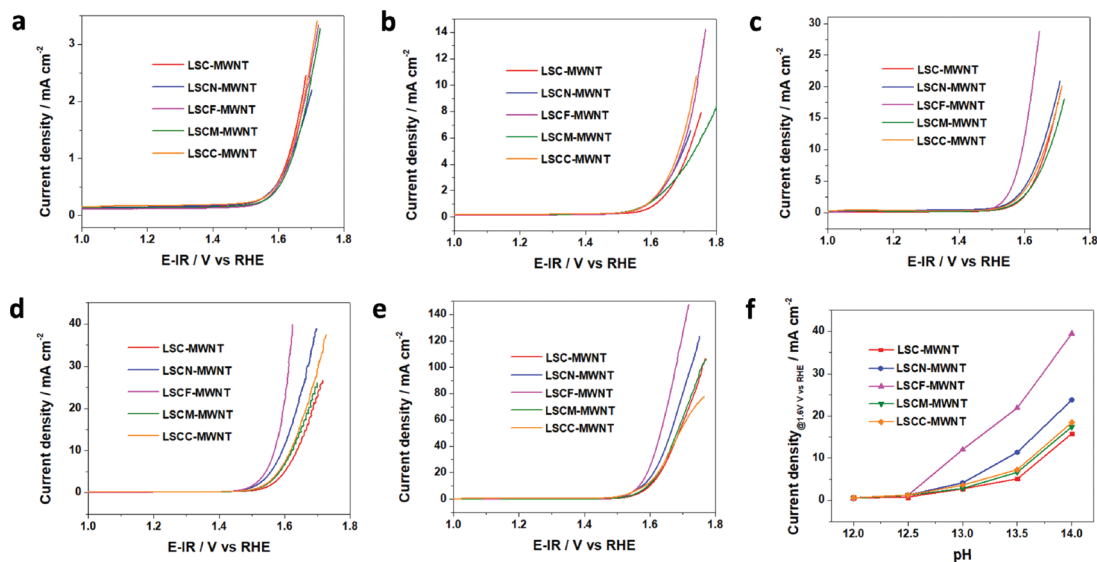 a
Current density / mA cm-2
3
2
1
0
LSC-MWNT
LSCN-MWNT
LSCF-MWNT
LSCM-MWNT
LSCC-MWNT
1.0 1.2 1.4 1.6 1.8
E-IR / V vs RHE
b
Current density / mA cm-2
14
12
10
8
6
4
2
0
LSC-MWNT
LSCN-MWNT
LSCF-MWNT
LSCM-MWNT
LSCC-MWNT
1.0 1.2 1.4 1.6 1.8
E-IR / V vs RHE
c
Current density / mA cm-2
30
25
20
15
10
5
0
LSC-MWNT
LSCN-MWNT
LSCF-MWNT
LSCM-MWNT
LSCC-MWNT
1.0 1.2 1.4 1.6 1.8
E-IR / V vs RHE
d
Current density / mA cm-2
40
30
20
10
0
LSC-MWNT
LSCN-MWNT
LSCF-MWNT
LSCM-MWNT
LSCC-MWNT
1.0 1.2 1.4 1.6 1.8
E-IR / V vs RHE
e
Current density / mA cm-2
140
120
100
80
60
40
20
0
LSC-MWNT
LSCN-MWNT
LSCF-MWNT
LSCM-MWNT
LSCC-MWNT
1.0 1.2 1.4 1.6 1.8
E-IR / V vs RHE
f
Current density@1.6V V vs RHE / mA cm-2
40
30
20
10
0
LSC-MWNT
LSCN-MWNT
LSCF-MWNT
LSCM-MWNT
LSCC-MWNT
12.0 12.5 13.0 13.5 14.0
pH